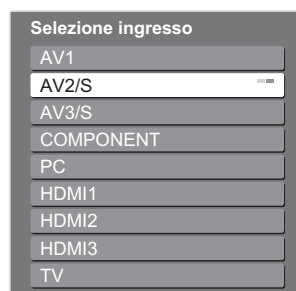 Selezione ingresso
AV1
AV2/S
AV3/S
COMPONENT
PC
HDMI1
HDMI2
HDMI3
TV